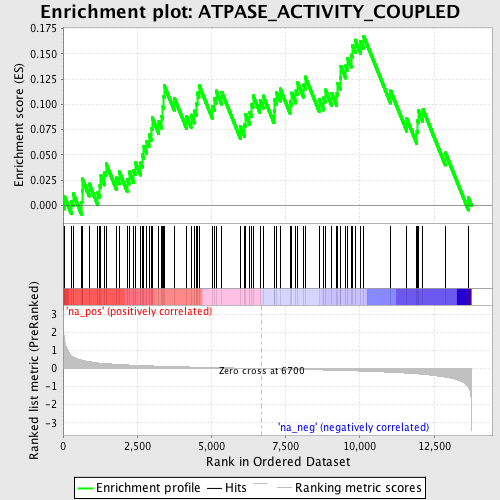 Enrichment plot: ATPASE_ACTIVITY_COUPLED
Enrichment score (ES)
0.175
0.150
0.125
0.100
0.075
0.050
0.025
0.000
'na_pos' (positively correlated)
Ranked list metric (PreRanked)
3
2
1
0
-1
-2
-3
Zero cross at 6700
'na_neg' (negatively correlated)
0
2,500
5,000
7,500
10,000
12,500
Rank in Ordered Dataset
Enrichment profile
Hits
Ranking metric scores